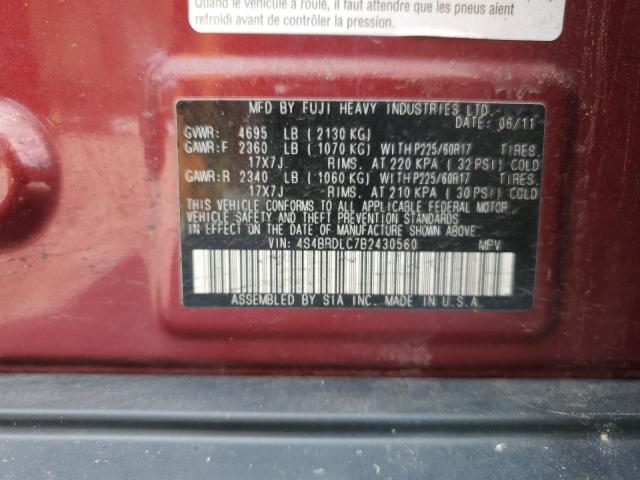 Quand le véhicule a roulé, il faut attendre que les pneus aient
refroidi avant de contrôler la pression.
MFD BY FUJI HEAVY INDUSTRIES LTD.
DATE: 06/11
GVWR: 4695 LB (2130 KG)
GAWR:F 2360 LB (1070 KG) WITH P225/60R17 TIRES
17X7J RIMS. AT 220 KPA (32 PSI) COLD
GAWR:R 2340 LB (1060 KG) WITH P225/60R17 TIRES
17X7J RIMS. AT 210 KPA (30 PSI) COLD
THIS VEHICLE CONFORMS TO ALL APPLICABLE FEDERAL MOTOR
VEHICLE SAFETY AND THEFT PREVENTION STANDARDS
IN EFFECT ON THE DATE OF MANUFACTURE SHOWN ABOVE.
VIN: 4S4BRDLC7B2430560 MPV
ASSEMBLED BY SIA INC. MADE IN U.S.A